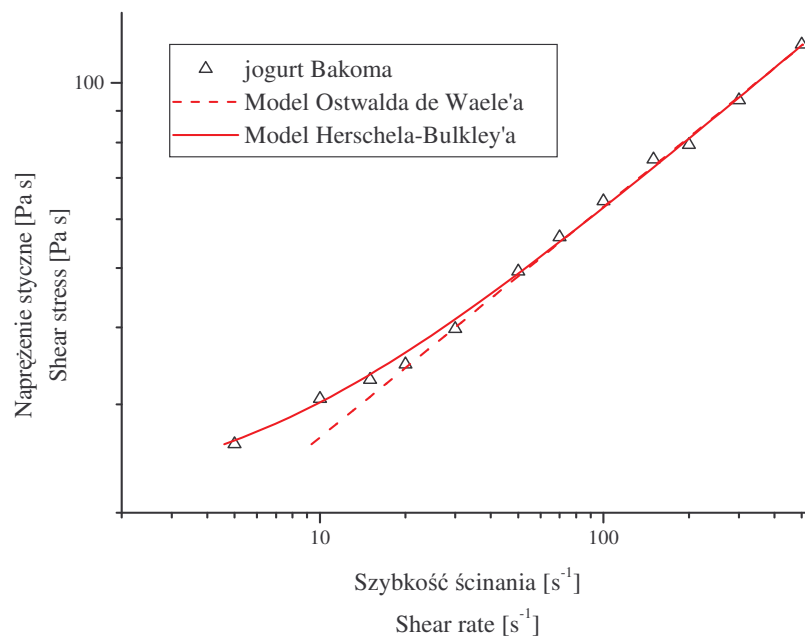 100
jogurt Bakoma
Model Ostwalda de Waele'a
Model Herschela-Bulkley'a
Naprężenie styczne [Pa s]
Shear stress [Pa s]
10
100
Szybkość ścinania [s⁻¹]
Shear rate [s⁻¹]